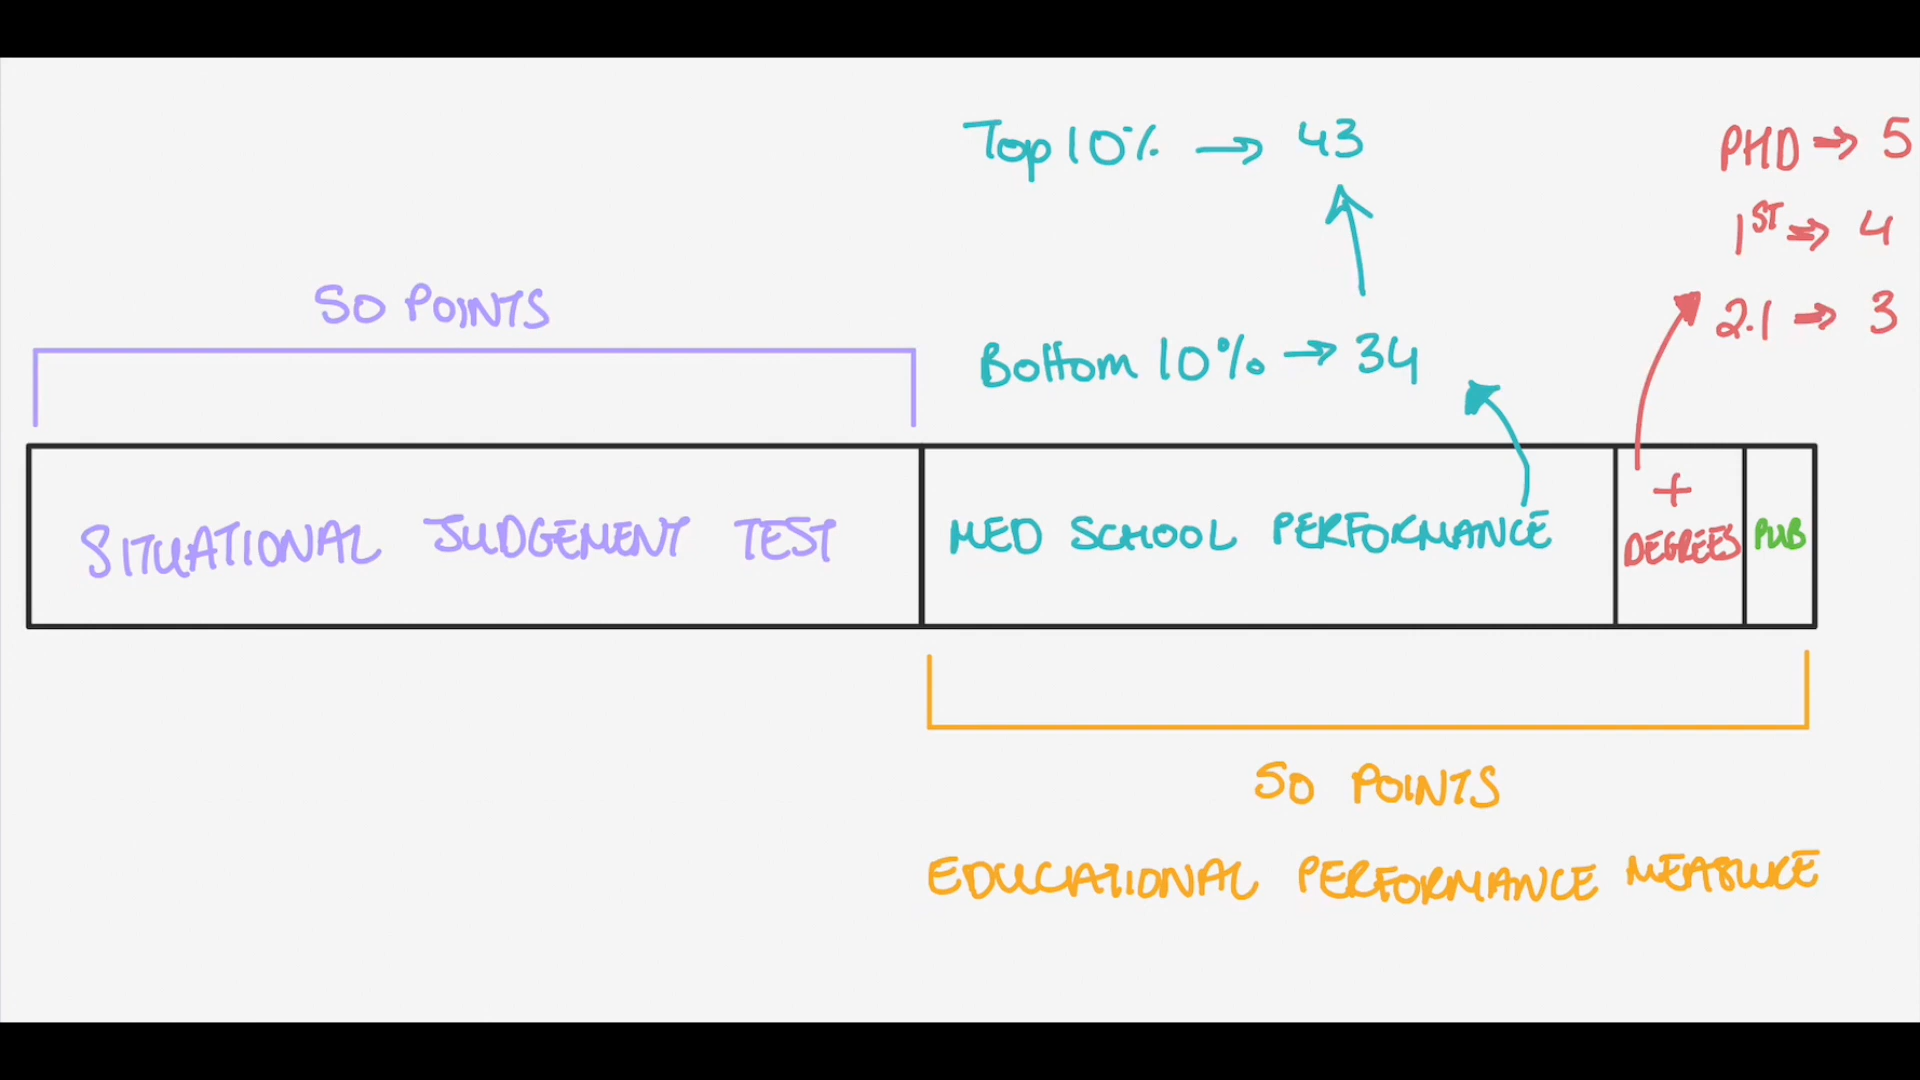 Top 10% → 43
PHD → 5
1ST → 4
2.1 → 3
50 POINTS
Bottom 10% → 34
SITUATIONAL JUDGEMENT TEST
MED SCHOOL PERFORMANCE
+
DEGREES
PUB
50 POINTS
EDUCATIONAL PERFORMANCE MEASURE